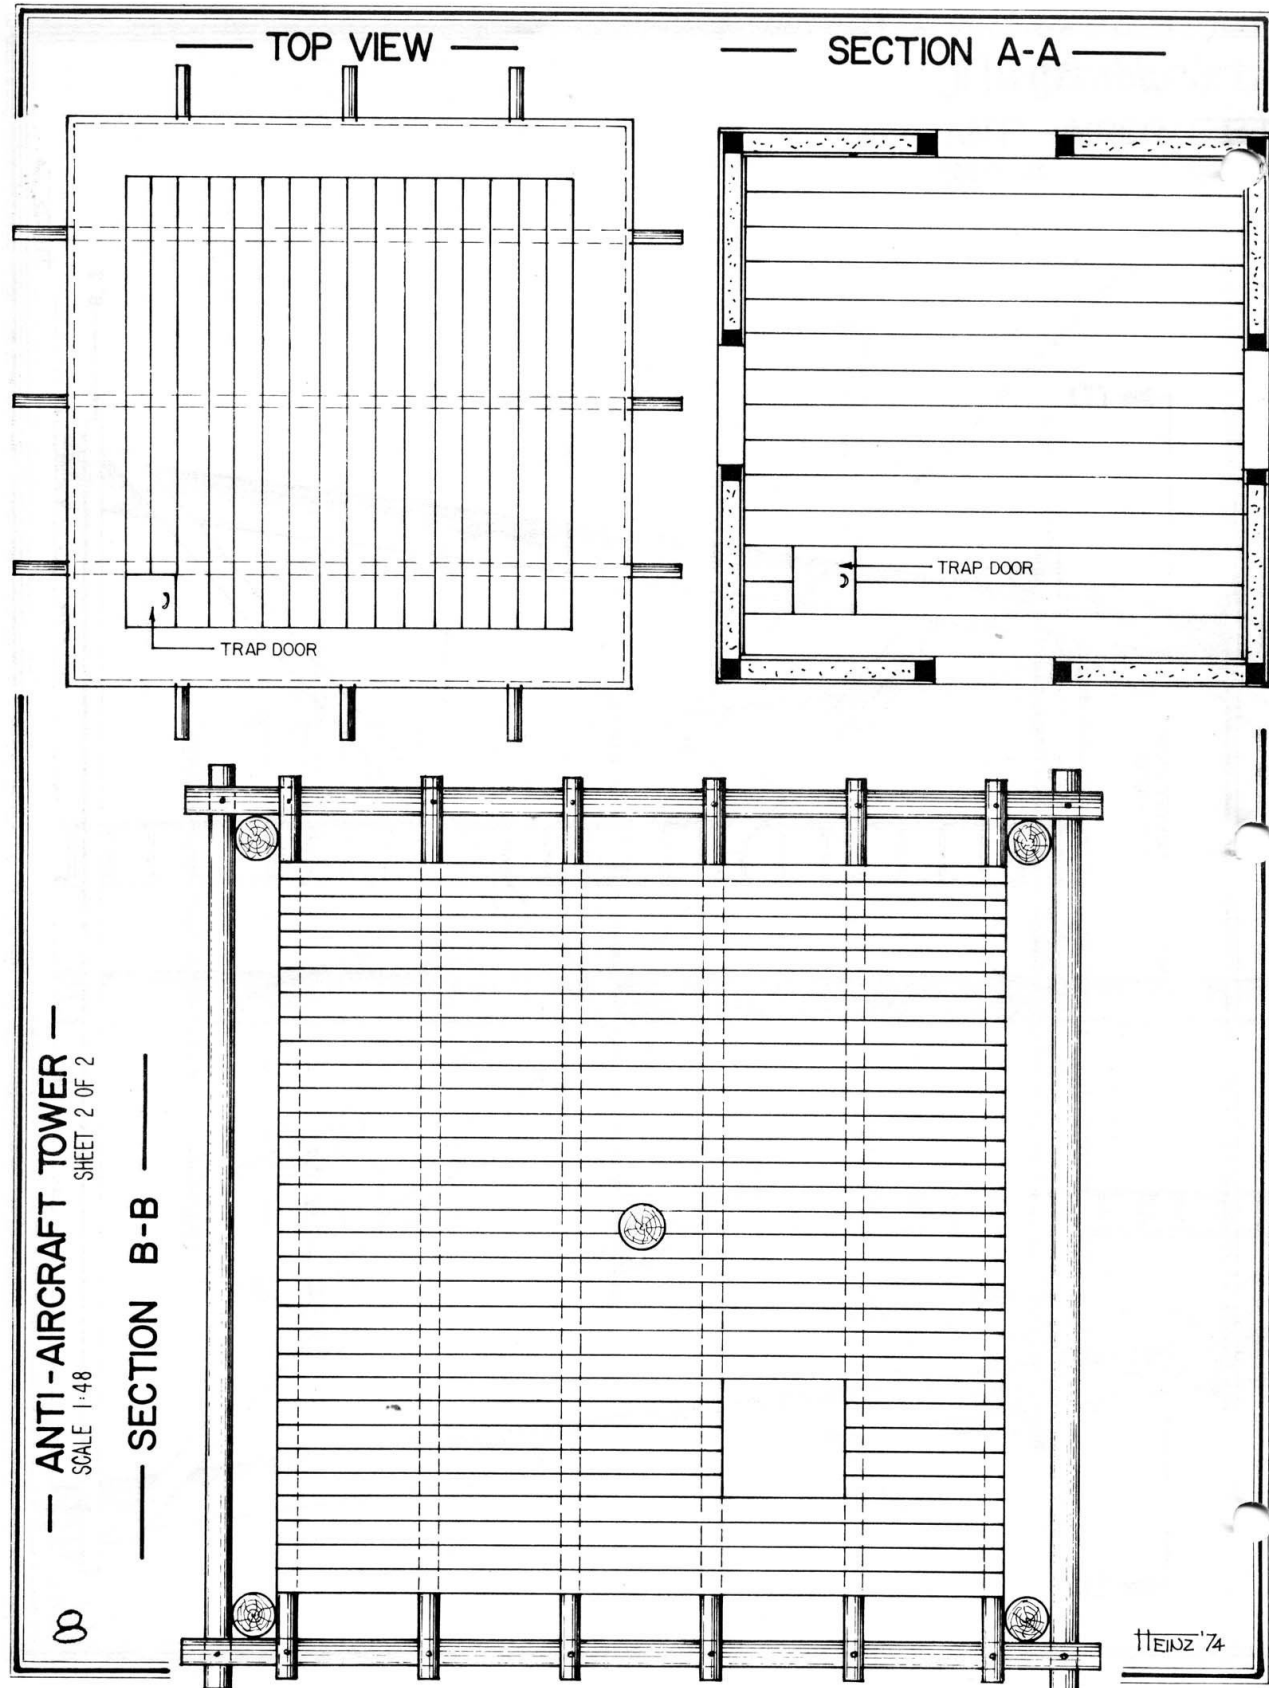 TOP VIEW
SECTION A-A
TRAP DOOR
TRAP DOOR
ANTI-AIRCRAFT TOWER
SCALE 1:48 SHEET 2 OF 2
SECTION B-B
8
HEINZ '74